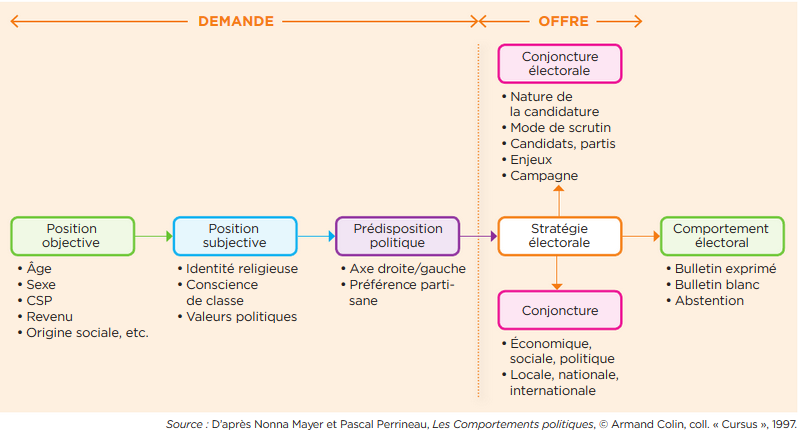 DEMANDE
OFFRE
Conjoncture
électorale
• Nature de
la candidature
• Mode de scrutin
• Candidats, partis
• Enjeux
• Campagne
Position
objective
• Âge
• Sexe
• CSP
• Revenu
• Origine sociale, etc.
Position
subjective
• Identité religieuse
• Conscience
de classe
• Valeurs politiques
Prédisposition
politique
• Axe droite/gauche
• Préférence parti-
sane
Stratégie
électorale
Comportement
électoral
• Bulletin exprimé
• Bulletin blanc
• Abstention
Conjoncture
• Économique,
sociale, politique
• Locale, nationale,
internationale
Source : D'après Nonna Mayer et Pascal Perrineau, Les Comportements politiques, © Armand Colin, coll. « Cursus », 1997.